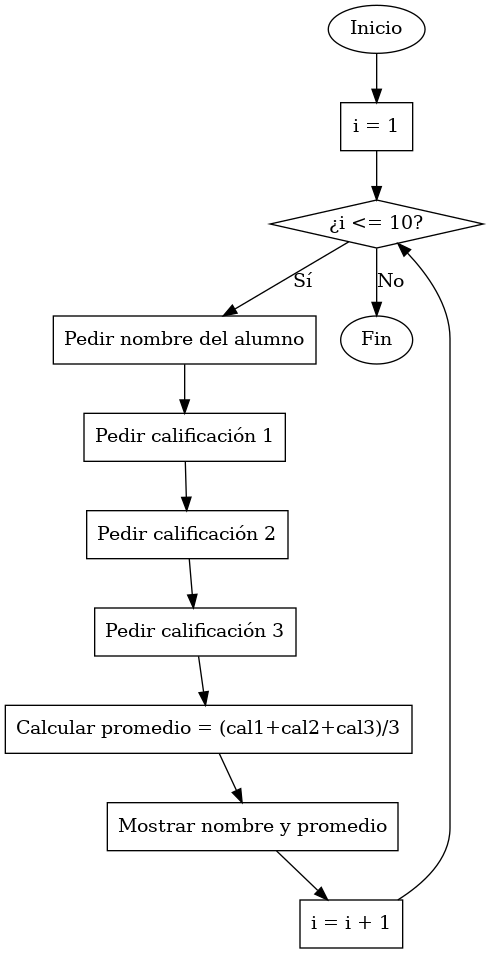 Inicio
i = 1
¿i <= 10?
Sí
No
Pedir nombre del alumno
Fin
Pedir calificación 1
Pedir calificación 2
Pedir calificación 3
Calcular promedio = (cal1+cal2+cal3)/3
Mostrar nombre y promedio
i = i + 1